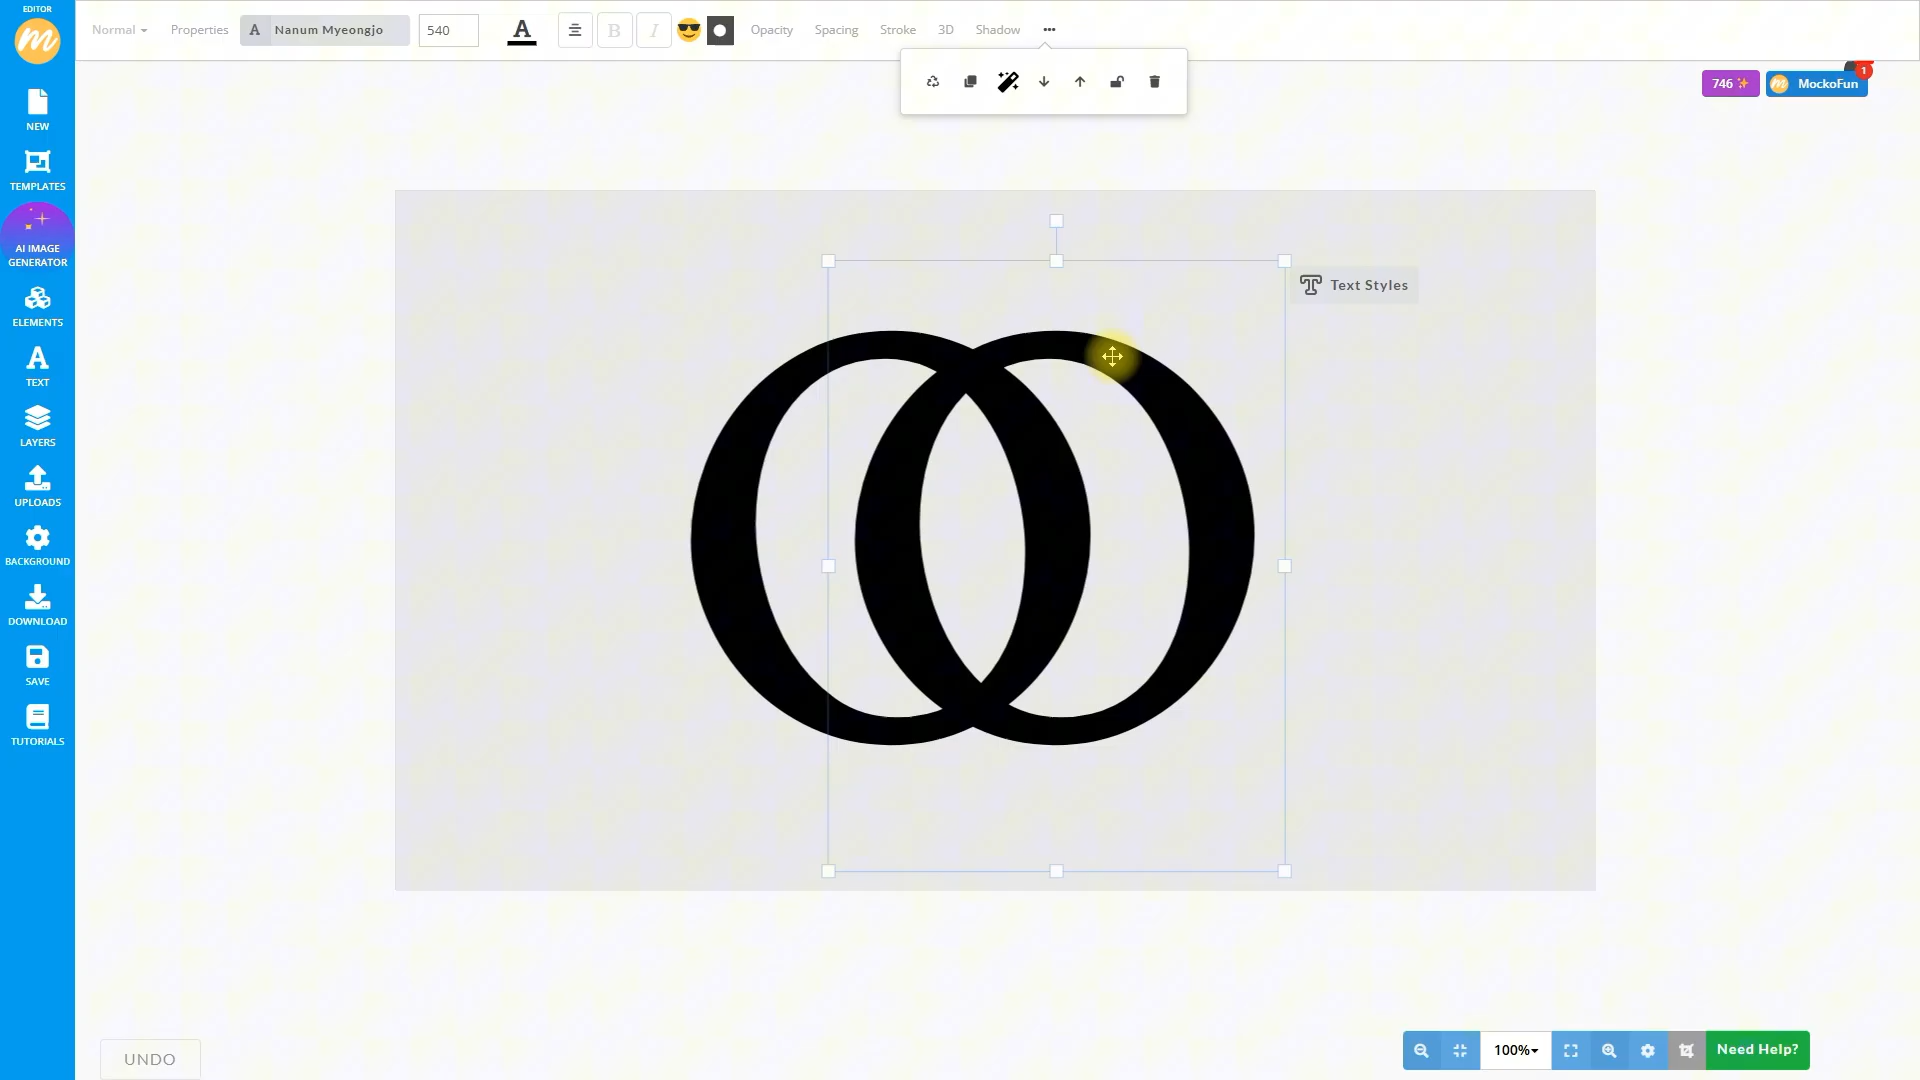 EDITOR
Normal Properties A Nanum Myeongjo 540 A B I Opacity Spacing Stroke 3D Shadow
746 MockoFun 1
NEW
TEMPLATES
AI IMAGE
GENERATOR
ELEMENTS
TEXT
LAYERS
UPLOADS
BACKGROUND
DOWNLOAD
SAVE
TUTORIALS
Text Styles
OO
UNDO
100%
Need Help?